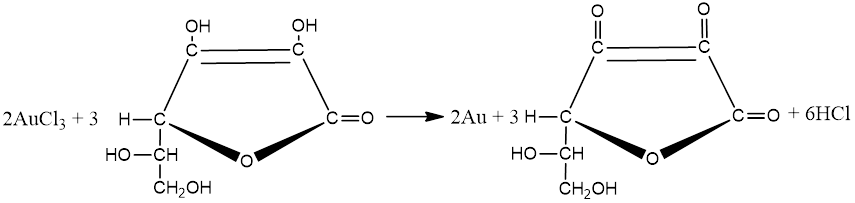 O O
OH OH
C C C C
2AuCl3 + 3 H-C C=O 2Au + 3 H-C C=O + 6HCl
HO-CH O HO-CH O
CH2OH CH2OH